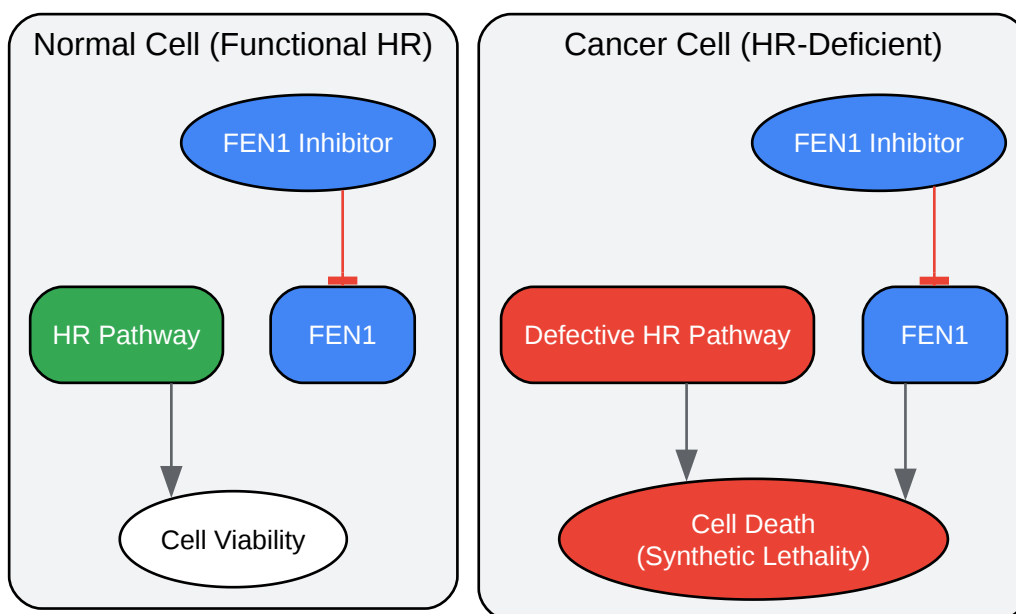 Normal Cell (Functional HR)
FEN1 Inhibitor
HR Pathway
FEN1
Cell Viability
Cancer Cell (HR-Deficient)
FEN1 Inhibitor
Defective HR Pathway
FEN1
Cell Death
(Synthetic Lethality)